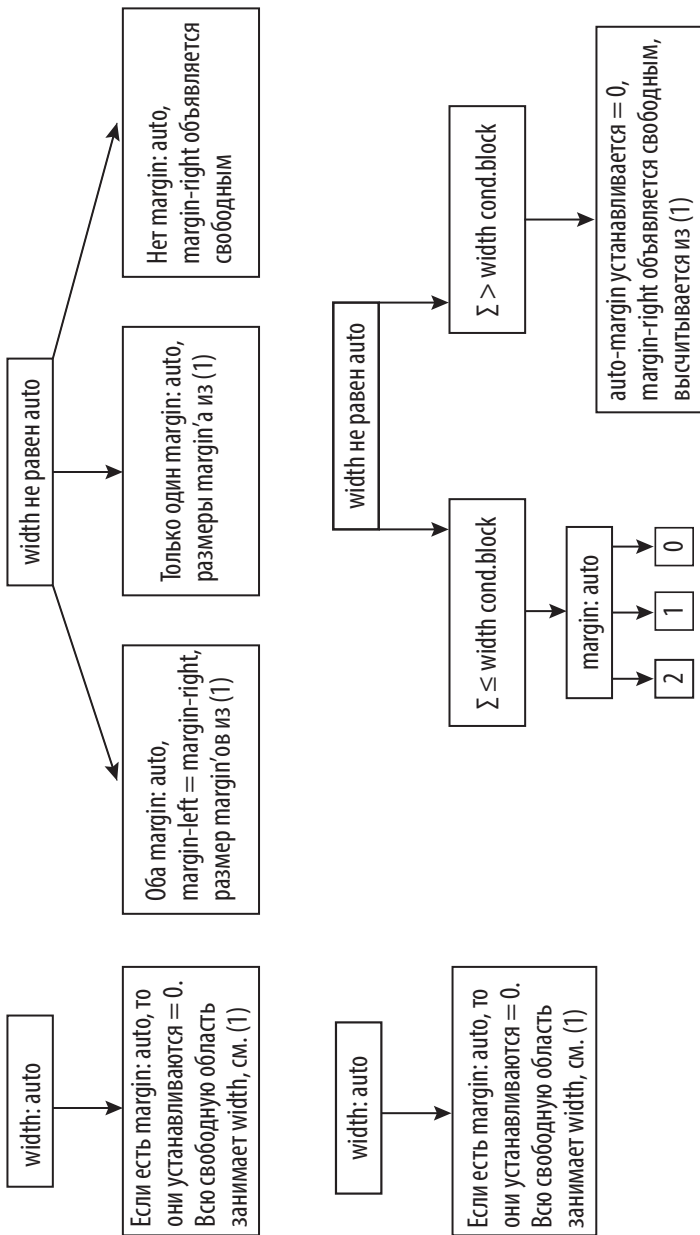 width: auto
Если есть margin: auto, то
они устанавливаются = 0.
Всю свободную область
занимает width, см. (1)
width не равен auto
Оба margin: auto,
margin-left = margin-right,
размер margin'ов из (1)
Только один margin: auto,
размеры margin'а из (1)
Нет margin: auto,
margin-right объявляется
свободным
width: auto
Если есть margin: auto, то
они устанавливаются = 0.
Всю свободную область
занимает width, см. (1)
width не равен auto
Σ ≤ width cond.block
margin: auto
2
1
0
Σ > width cond.block
auto-margin устанавливается = 0,
margin-right объявляется свободным,
высчитывается из (1)